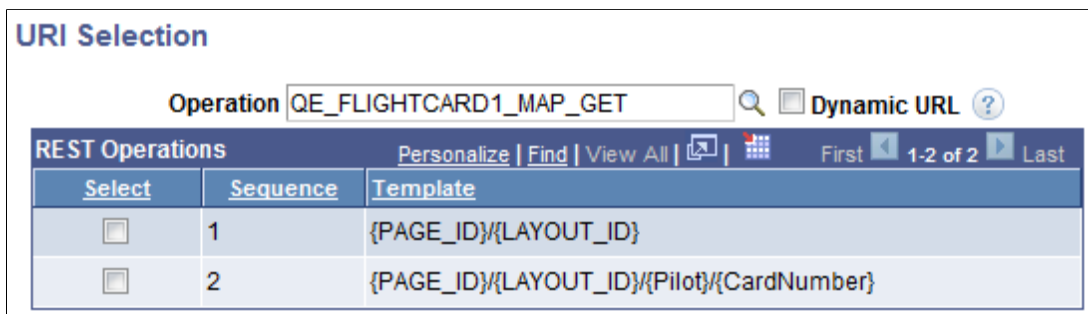 URI Selection
Operation QE_FLIGHTCARD1_MAP_GET Dynamic URL ?
REST Operations Personalize | Find | View All | | First 1-2 of 2 Last
Select Sequence Template
1 {PAGE_ID}/{LAYOUT_ID}
2 {PAGE_ID}/{LAYOUT_ID}/{Pilot}/{CardNumber}